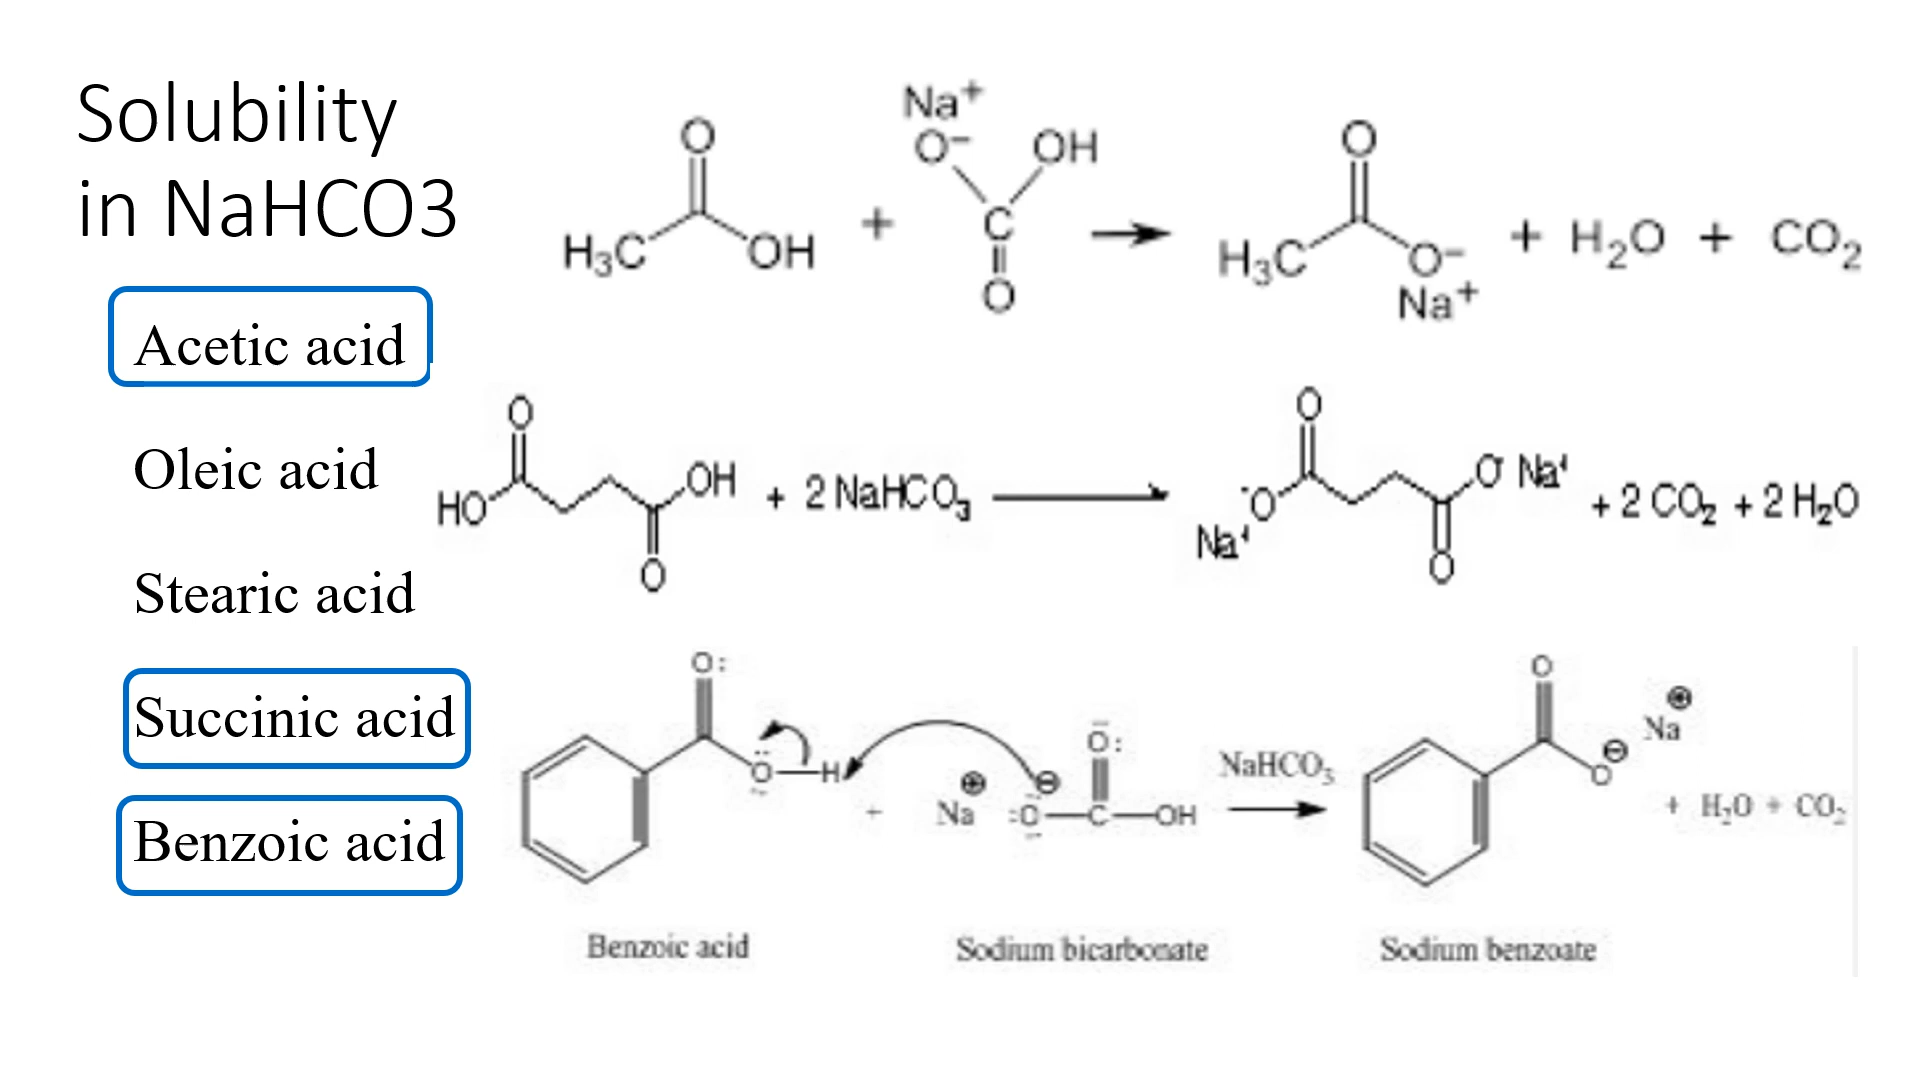 Solubility
in NaHCO3
Acetic acid
Oleic acid
Stearic acid
Succinic acid
Benzoic acid
O
H₃C
OH
+
Na⁺
O⁻
OH
C
O
O
H₃C
O⁻
Na⁺
+ H₂O + CO₂
O
HO
OH
O
+ 2 NaHCO₃
O
⁻O
Na⁺
O⁻ Na⁺
O
+ 2 CO₂ + 2 H₂O
O:
O—H
+
Na ⊕
⊖
O:
:O—C—OH
NaHCO₃
O
O ⊖
Na ⊕
+ H₂O + CO₂
Benzoic acid
Sodium bicarbonate
Sodium benzoate